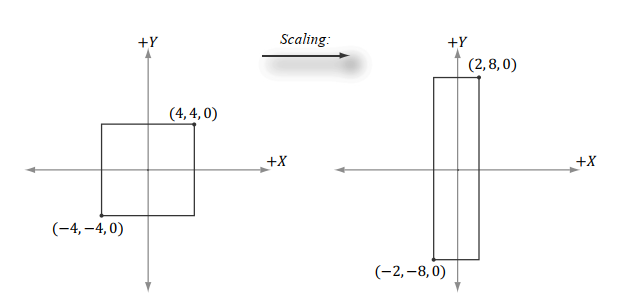 Scaling:
+Y
(4, 4, 0)
+X
(−4, −4, 0)
+Y
(2, 8, 0)
+X
(−2, −8, 0)